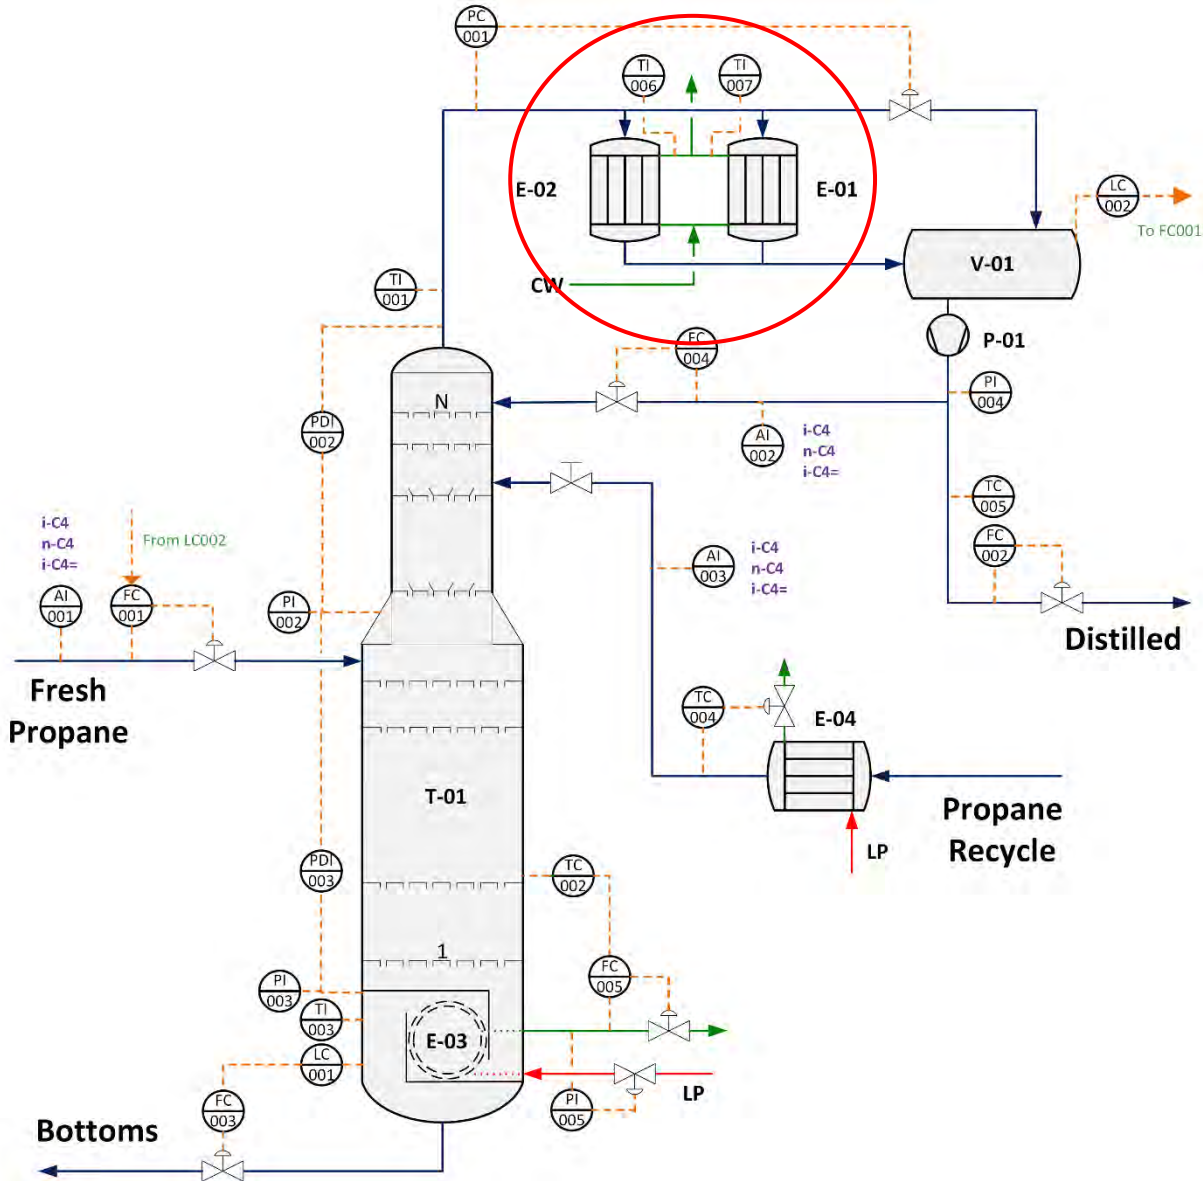 PC
001
TI
006
TI
007
E-02
E-01
LC
002
To FC001
V-01
CW
TI
001
P-01
FC
004
PI
004
N
PDI
002
AI
002
i-C4
n-C4
i-C4=
TC
005
i-C4
n-C4
i-C4=
From LC002
FC
002
AI
003
i-C4
n-C4
i-C4=
AI
001
FC
001
PI
002
Distilled
Fresh
Propane
TC
004
E-04
T-01
Propane
Recycle
LP
PDI
003
TC
002
1
PI
003
FC
005
TI
003
E-03
LC
001
LP
FC
003
PI
005
Bottoms